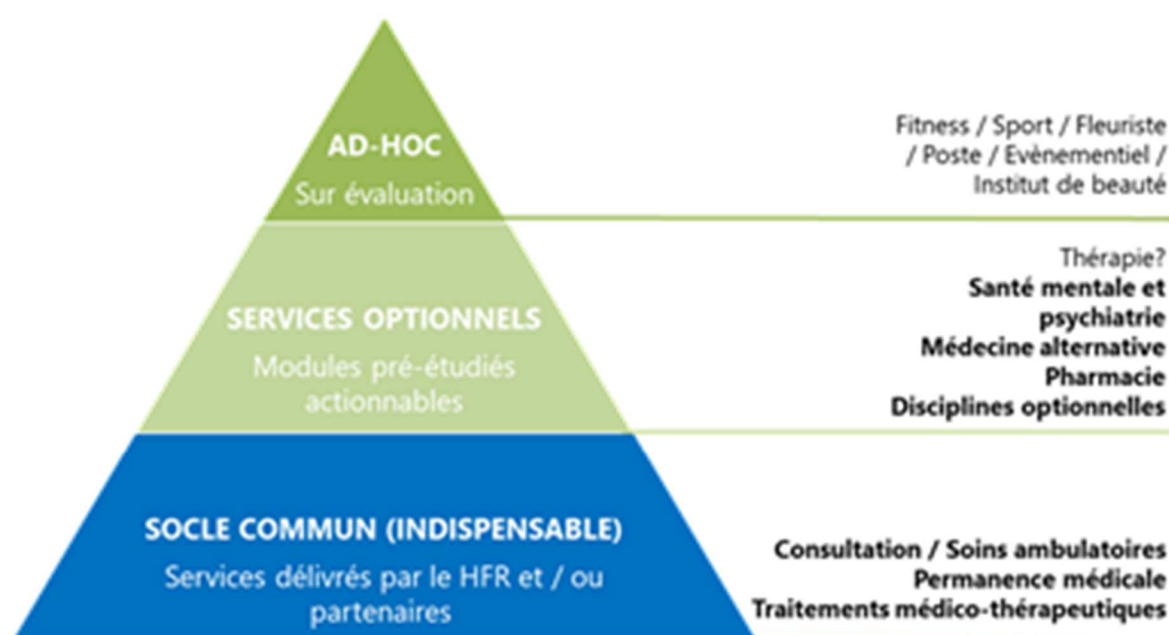 AD-HOC
Sur évaluation
Fitness / Sport / Fleuriste
/ Poste / Evènementiel /
Institut de beauté
SERVICES OPTIONNELS
Modules pré-étudiés
actionnables
Thérapie?
Santé mentale et
psychiatrie
Médecine alternative
Pharmacie
Disciplines optionnelles
SOCLE COMMUN (INDISPENSABLE)
Services délivrés par le HFR et / ou
partenaires
Consultation / Soins ambulatoires
Permanence médicale
Traitements médico-thérapeutiques